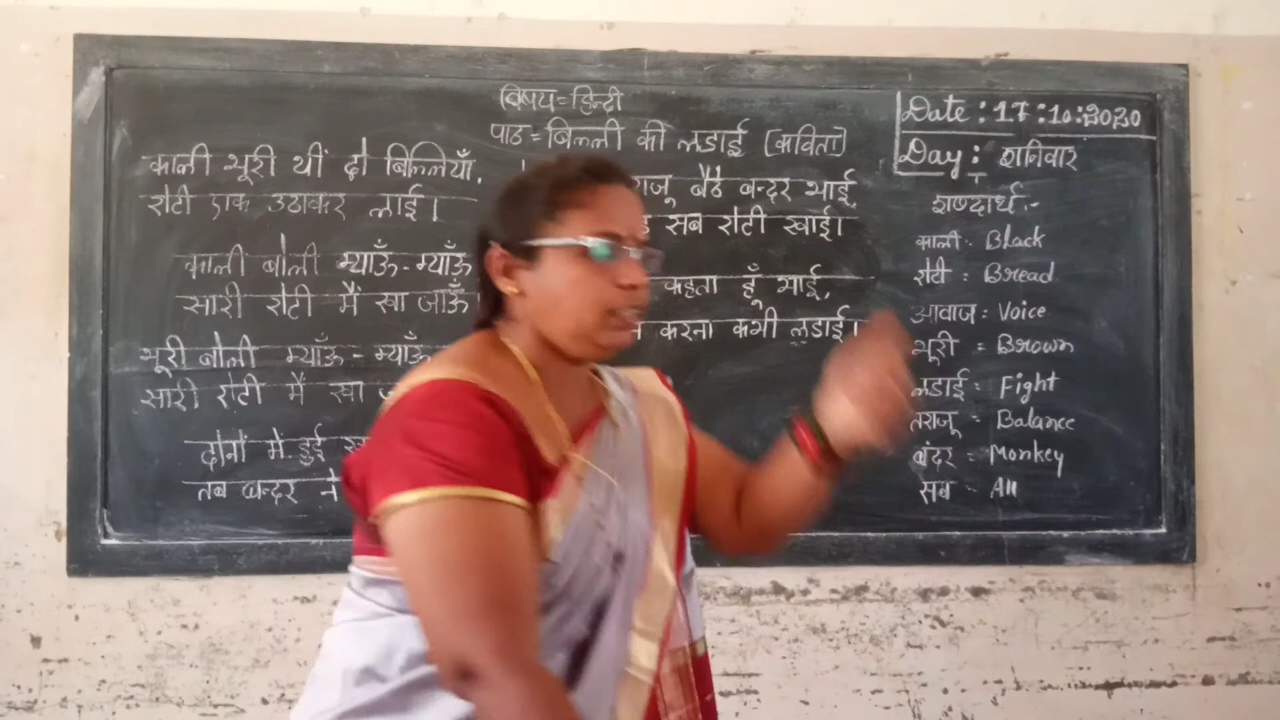 विषय=हिन्दी
पाठ=बिल्ली की लडाई [कविता]
काली भूरी थीं दो बिल्लियाँ,
रोटी एक उठाकर लाई।
काली बोली म्याँऊ-म्याँऊ
सारी रोटी मैं खा जाऊँ।
भूरी बोली म्याँऊ-म्याँऊ
सारी रोटी मैं खा
दोनों में हुई
तब बन्दर ने
बैठे बन्दर भाई,
सब रोटी खाई।
कहता हूँ भाई,
न करना कभी लड़ाई।
Date:17:10:2020
Day: शनिवार
शब्दार्थ:-
काली- Black
रोटी : Bread
आवाज: Voice
भूरी = Brown
लडाई= Fight
तराजू= Balance
बंदर = Monkey
सब - All